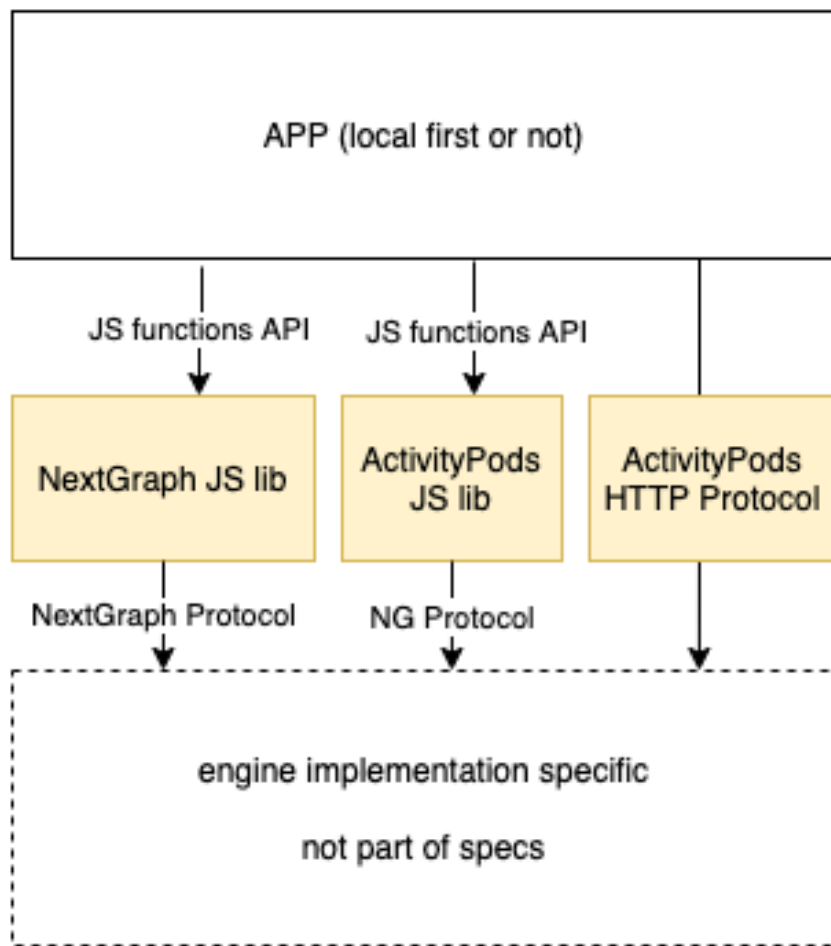 APP (local first or not)
JS functions API
JS functions API
NextGraph JS lib
ActivityPods
JS lib
ActivityPods
HTTP Protocol
NextGraph Protocol
NG Protocol
engine implementation specific
not part of specs